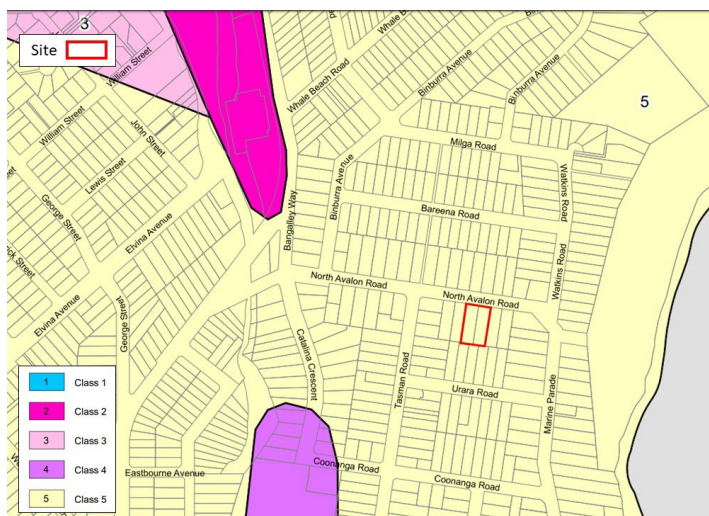 3
Site
William Street
William Street
John Street
Lewis Street
George Street
Elvina Avenue
Elvina Avenue
George Street
Whale Beach Road
Whale B
Road
Binburra Avenue
Binburra Avenue
5
Milga Road
Binburra Avenue
Watkins Road
Bareena Road
Bangalley Way
Watkins Road
North Avalon Road
North Avalon Road
Catalina Crescent
Tasman Road
Urara Road
Marine Parade
Coonanga Road
Coonanga Road
Eastbourne Avenue
rick Street
1 Class 1
2 Class 2
3 Class 3
4 Class 4
5 Class 5